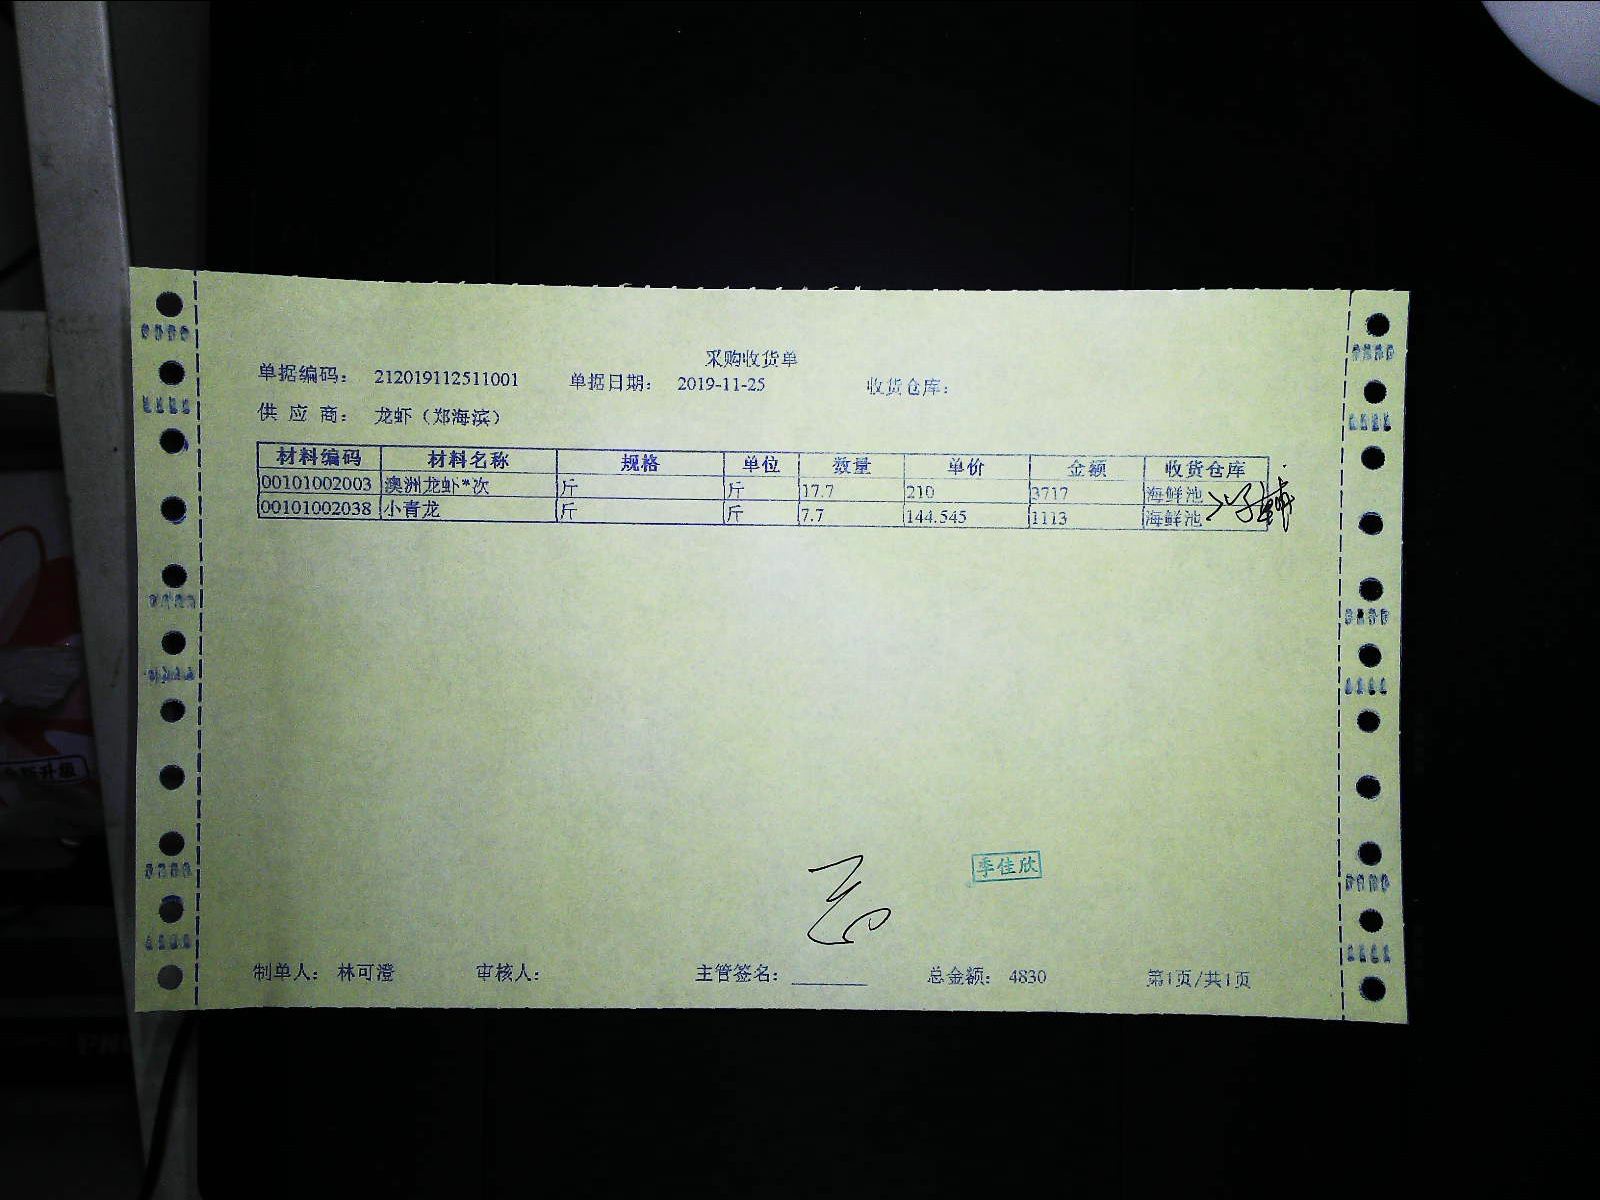 采购收货单
单据编码： 212019112511001 单据日期： 2019-11-25 收货仓库：
供 应 商： 龙虾（郑海滨）
材料编码 材料名称 规格 单位 数量 单价 金额 收货仓库
00101002003 澳洲龙虾*次 斤 斤 17.7 210 3717 海鲜池
00101002038 小青龙 斤 斤 7.7 144.545 1113 海鲜池
季佳欣
制单人： 林可澄 审核人： 主管签名： 总金额： 4830 第1页/共1页